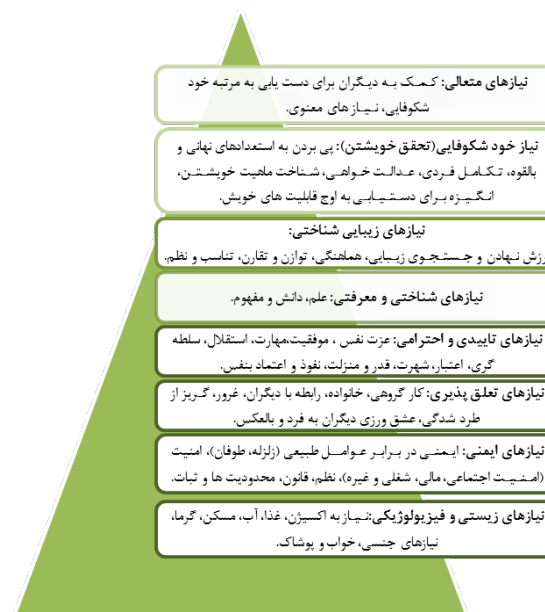 نیازهای متعالی: کمک به دیگران برای دست یابی به مرتبه خود
شکوفایی، نیاز های معنوی.
نیاز خود شکوفایی(تحقق خویشتن): پی بردن به استعدادهای نهانی و
بالقوه، تکامل فردی، عدالت خواهی، شناخت ماهیت خویشتن،
انگیزه برای دستیابی به اوج قابلیت های خویش.
نیازهای زیبایی شناختی:
رزش نهادن و جستجوی زیبایی، هماهنگی، توازن و تقارن، تناسب و نظم.
نیازهای شناختی و معرفتی: علم، دانش و مفهوم.
نیازهای تاییدی و احترامی: عزت نفس ، موفقیت،مهارت، استقلال، سلطه
گری، اعتبار، شهرت، قدر و منزلت، نفوذ و اعتماد بنفس.
نیازهای تعلق پذیری: کار گروهی، خانواده، رابطه با دیگران، غرور، گریز از
طرد شدگی، عشق ورزی دیگران به فرد و بالعکس.
نیازهای ایمنی: ایمنی در برابر عوامل طبیعی (زلزله، طوفان)، امنیت
(امنیت اجتماعی، مالی، شغلی و غیره)، نظم، قانون، محدودیت ها و ثبات.
نیازهای زیستی و فیزیولوژیکی:نیاز به اکسیژن، غذا، آب، مسکن، گرما،
نیازهای جنسی، خواب و پوشاک.